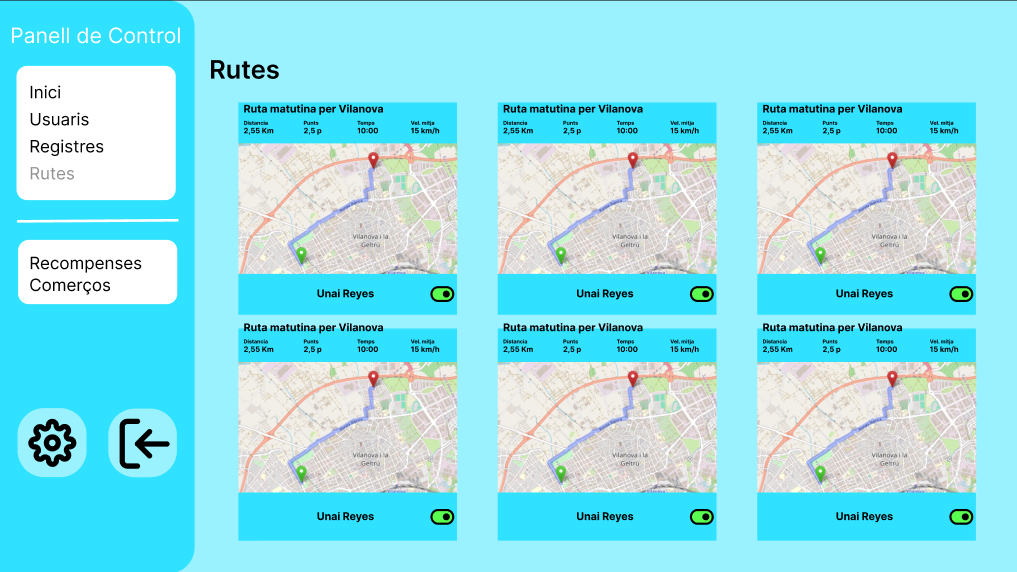 Panell de Control
Inici
Usuaris
Registres
Rutes
Recompenses
Comerços
Rutes
Ruta matutina per Vilanova
Distancia Punts Temps Vel. mitja
2,55 Km 2,5 p 10:00 15 km/h
Vilanova i la
Geltrú
Unai Reyes
Ruta matutina per Vilanova
Distancia Punts Temps Vel. mitja
2,55 Km 2,5 p 10:00 15 km/h
Vilanova i la
Geltrú
Unai Reyes
Ruta matutina per Vilanova
Distancia Punts Temps Vel. mitja
2,55 Km 2,5 p 10:00 15 km/h
Vilanova i la
Geltrú
Unai Reyes
Ruta matutina per Vilanova
Distancia Punts Temps Vel. mitja
2,55 Km 2,5 p 10:00 15 km/h
Vilanova i la
Geltrú
Unai Reyes
Ruta matutina per Vilanova
Distancia Punts Temps Vel. mitja
2,55 Km 2,5 p 10:00 15 km/h
Vilanova i la
Geltrú
Unai Reyes
Ruta matutina per Vilanova
Distancia Punts Temps Vel. mitja
2,55 Km 2,5 p 10:00 15 km/h
Vilanova i la
Geltrú
Unai Reyes